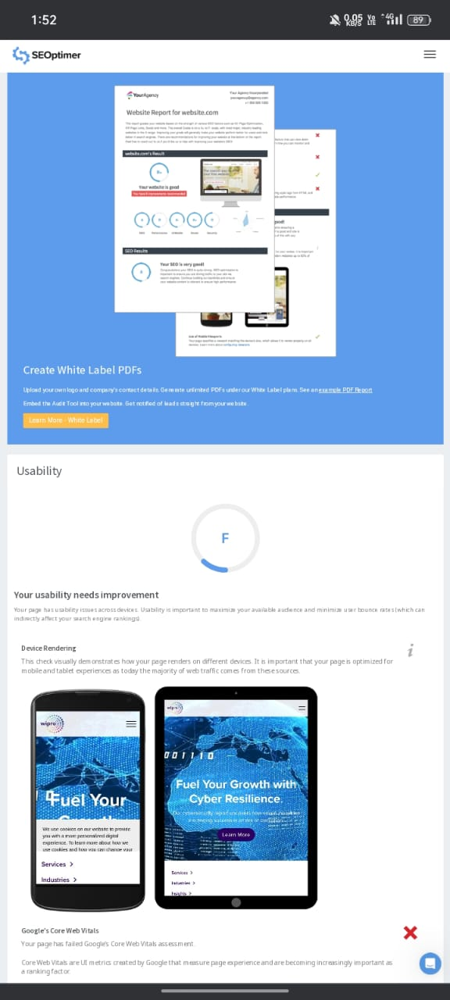 1:52
0.05 KB/S
Vo LTE
4G
89
SEOptimer
YourAgency
Your Agency Incorporated
Website Report for website.com
website.com's Result
Your website is good
SEO Results
Your SEO is very good!
Create White Label PDFs
Upload your own logo and company's contact details. Generate unlimited PDFs under our White Label plans. See an example PDF Report
Embed the Audit Tool into your website. Get notified of leads straight from your website.
Learn More - White Label
Usability
F
Your usability needs improvement
Your page has usability issues across devices. Usability is important to maximize your available audience and minimize user bounce rates (which can
indirectly affect your search engine rankings).
Device Rendering
i
This check visually demonstrates how your page renders on different devices. It is important that your page is optimized for
mobile and tablet experiences as today the majority of web traffic comes from these sources.
wipro
Fuel Your
We use cookies on our website to provide
you with a more personalized digital
experience. To learn more about how we
use cookies and how you can change your
Services >
Industries >
wipro
001110
Fuel Your Growth with
Cyber Resilience.
Learn More
Services >
Industries >
Insights >
Google's Core Web Vitals
Your page has failed Google's Core Web Vitals assessment.
Core Web Vitals are UI metrics created by Google that measure page experience and are becoming increasingly important as
a ranking factor.